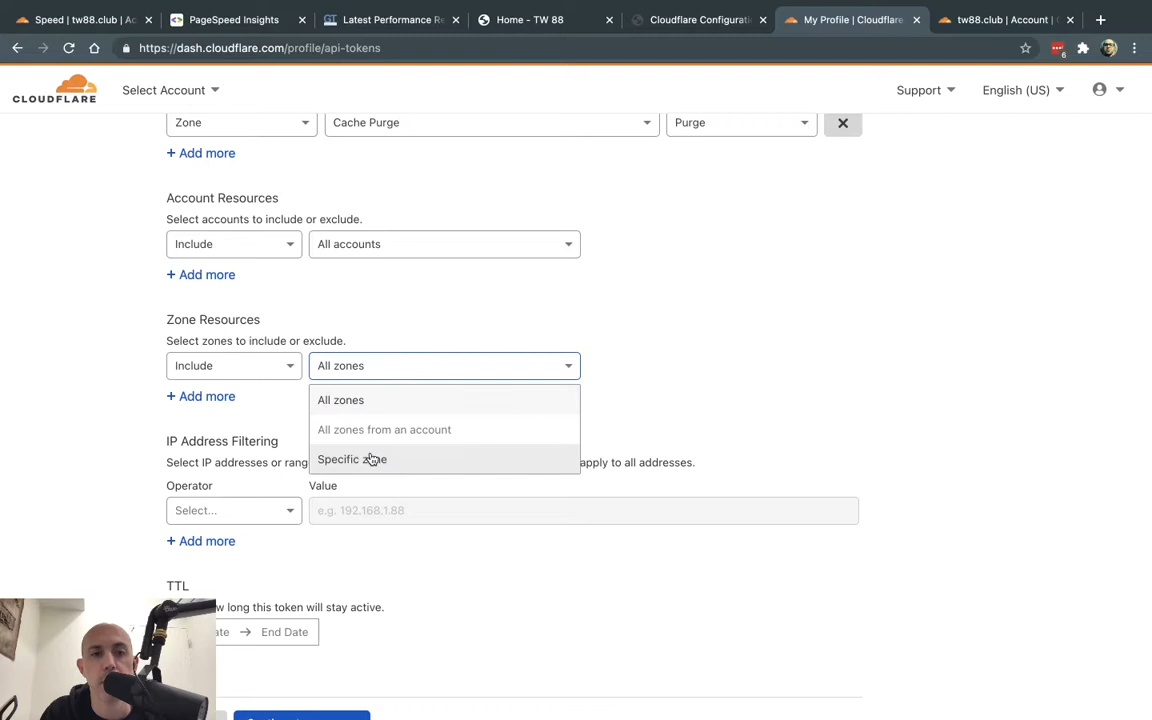 Speed | tw88.club | Ac
PageSpeed Insights
Latest Performance Re
Home - TW 88
Cloudflare Configuratio
My Profile | Cloudflare
tw88.club | Account | C
https://dash.cloudflare.com/profile/api-tokens
6
CLOUDFLARE
Select Account
Support
English (US)
Zone
Cache Purge
Purge
+ Add more
Account Resources
Select accounts to include or exclude.
Include
All accounts
+ Add more
Zone Resources
Select zones to include or exclude.
Include
All zones
+ Add more
All zones
All zones from an account
Specific zone
IP Address Filtering
Select IP addresses or rang
apply to all addresses.
Operator
Value
Select...
e.g. 192.168.1.88
+ Add more
TTL
w long this token will stay active.
ate → End Date